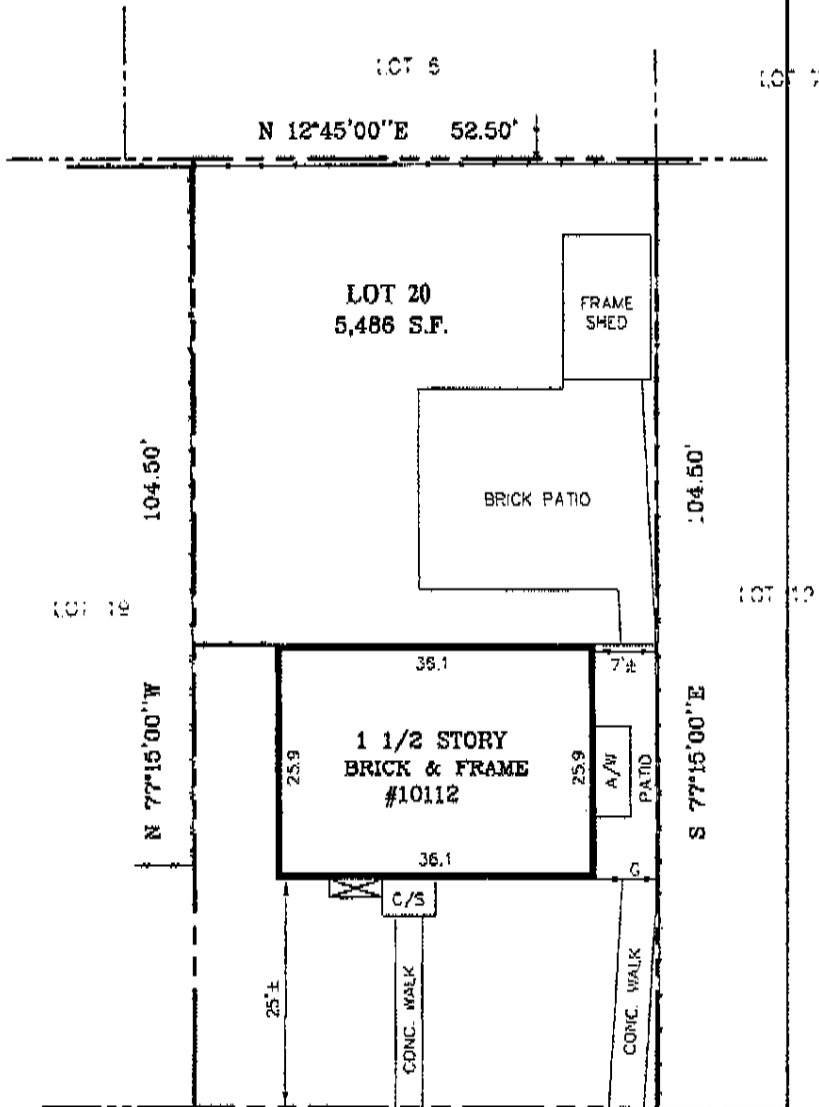 LOT 6
N 12°45'00"E 52.50'
LOT 20
5,486 S.F.
FRAME
SHED
104.50'
104.50'
BRICK PATIO
LOT
LOT
36.1
7'±
N 77°15'00"W
25.9
1 1/2 STORY
BRICK & FRAME
#10112
25.9
A/W
PATIO
S 77°15'00"E
36.1
G
C/S
25'±
CONC. WALK
CONC. WALK